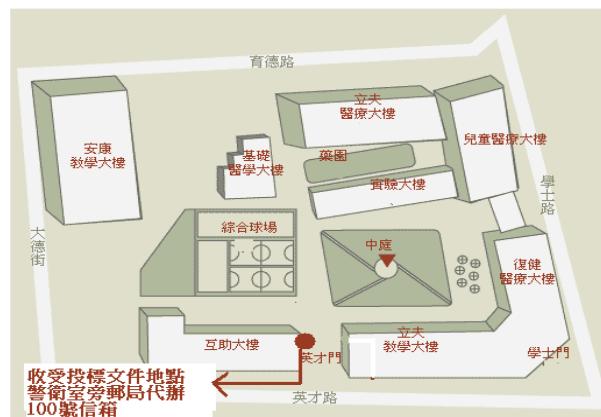 育德路
立夫
醫療大樓
兒童醫療大樓
安康
教學大樓
基礎
醫學大樓
藥園
實驗大樓
學士路
大德街
綜合球場
中庭
復健
醫療大樓
互助大樓
英才門
立夫
教學大樓
學士門
收受投標文件地點
警衛室旁郵局代辦
100號信箱
英才路